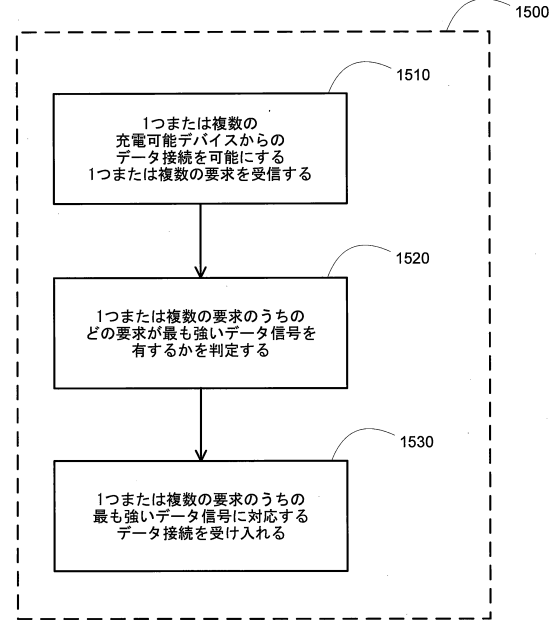 1500
1510
1つまたは複数の
充電可能デバイスからの
データ接続を可能にする
1つまたは複数の要求を受信する
1520
1つまたは複数の要求のうちの
どの要求が最も強いデータ信号を
有するかを判定する
1530
1つまたは複数の要求のうちの
最も強いデータ信号に対応する
データ接続を受け入れる